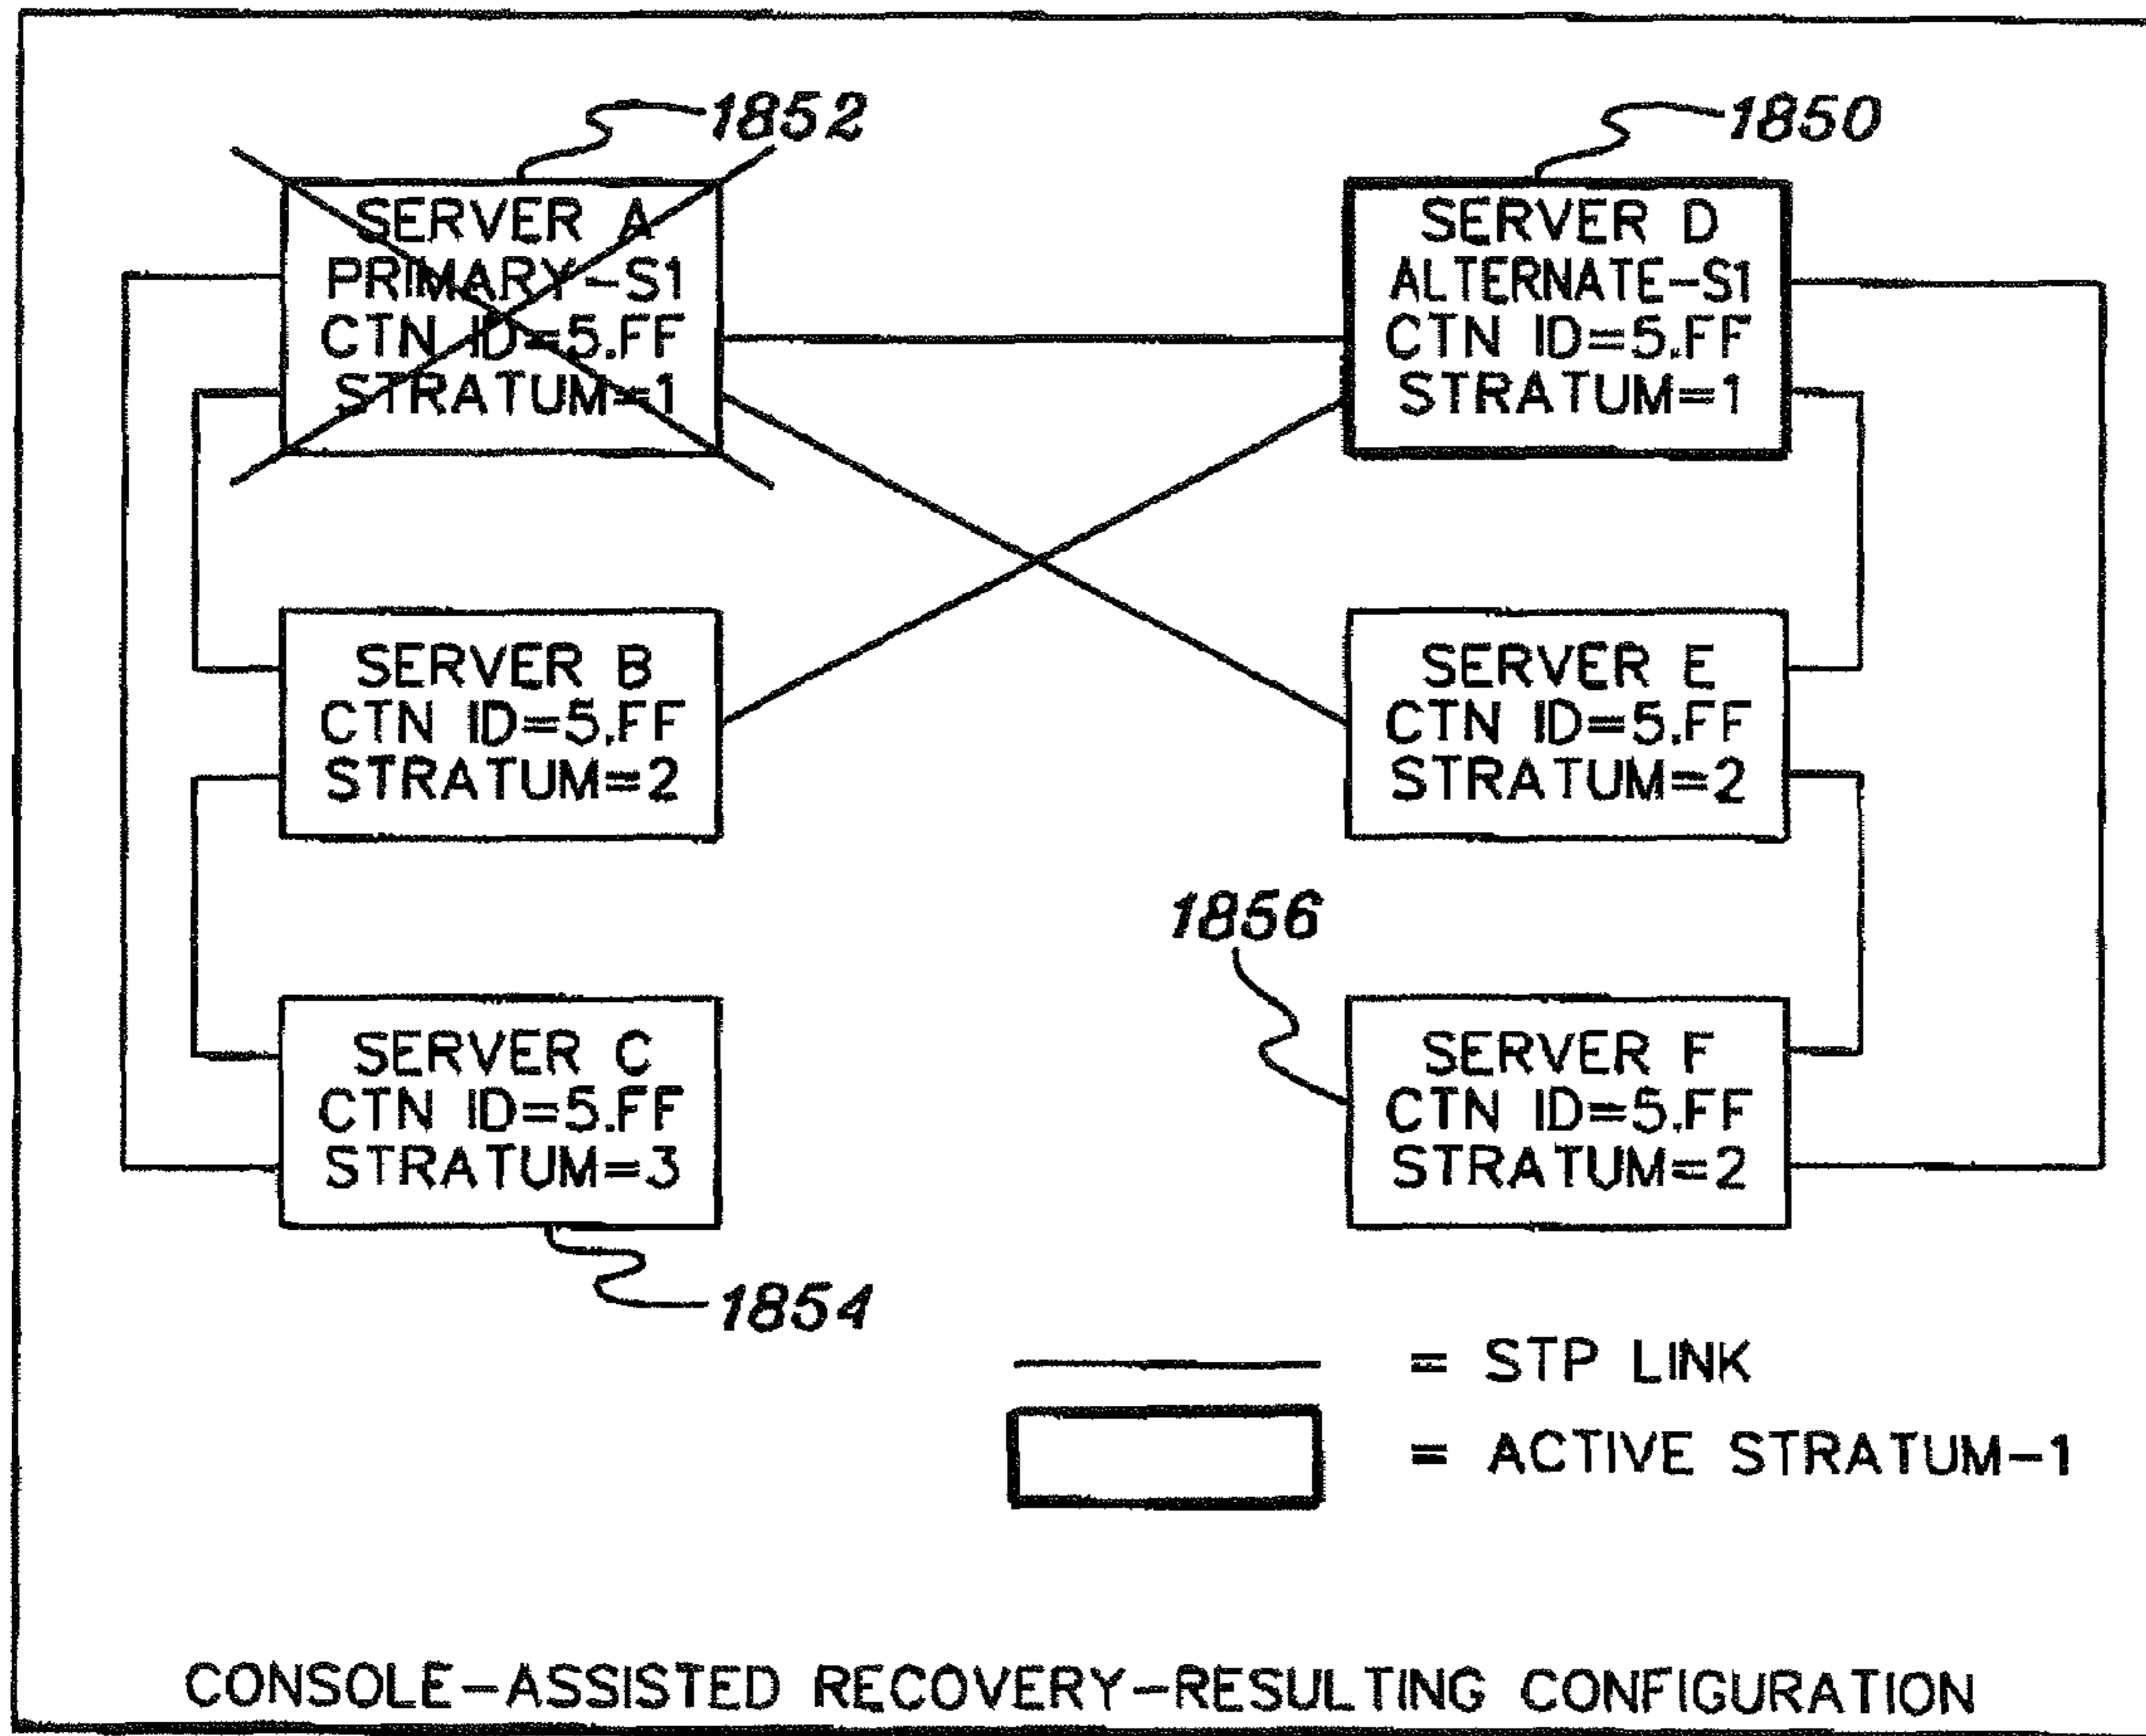 1852
SERVER A
PRIMARY-S1
CTN ID=5.FF
STRATUM=1
1850
SERVER D
ALTERNATE-S1
CTN ID=5.FF
STRATUM=1
SERVER B
CTN ID=5.FF
STRATUM=2
SERVER E
CTN ID=5.FF
STRATUM=2
1856
SERVER C
CTN ID=5.FF
STRATUM=3
1854
SERVER F
CTN ID=5.FF
STRATUM=2
= STP LINK
= ACTIVE STRATUM-1
CONSOLE-ASSISTED RECOVERY-RESULTING CONFIGURATION